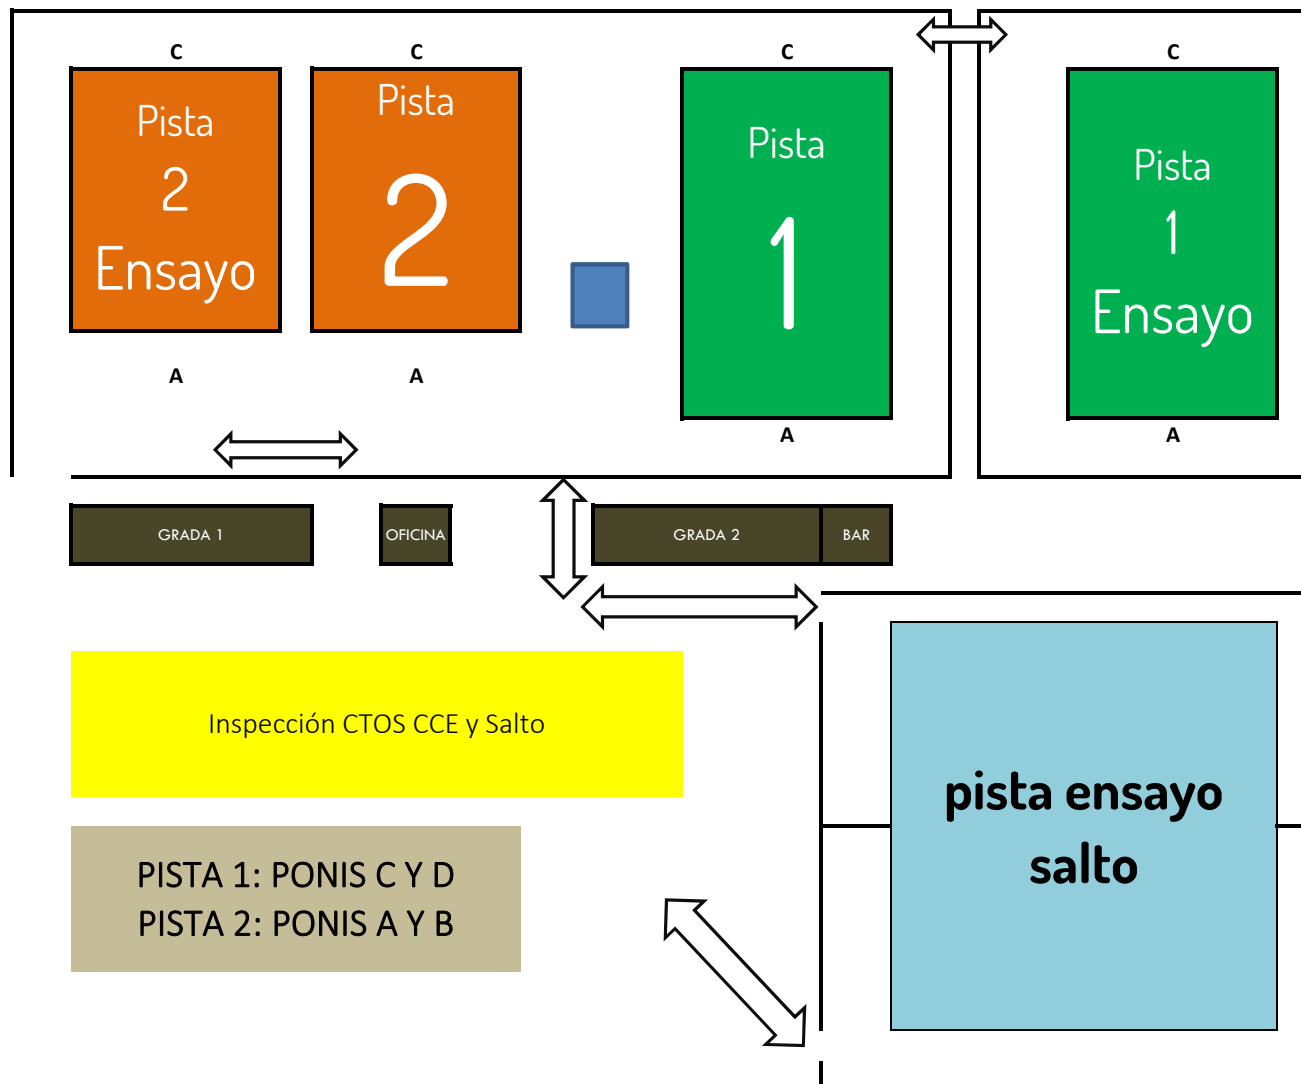 C
C
C
C
Pista
2
Ensayo
Pista
2
Pista
1
Pista
1
Ensayo
A
A
A
A
GRADA 1
OFICINA
GRADA 2
BAR
Inspección CTOS CCE y Salto
pista ensayo
salto
PISTA 1: PONIS C Y D
PISTA 2: PONIS A Y B